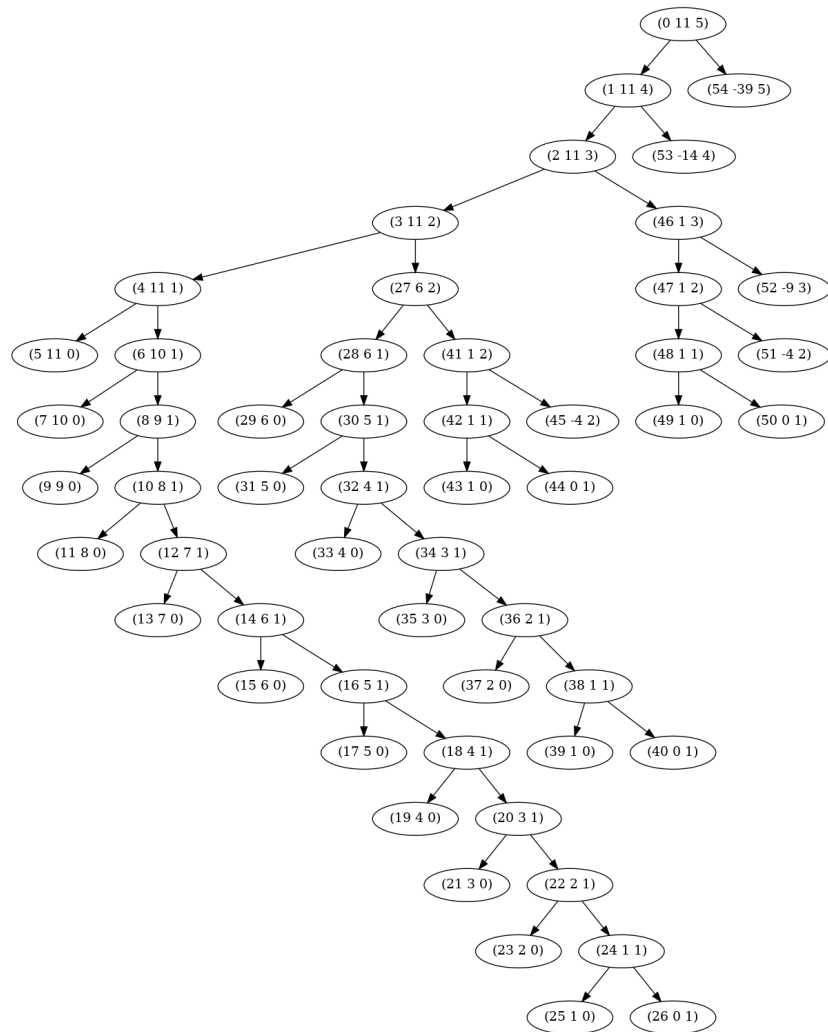 (0 11 5)
(1 11 4) (54 -39 5)
(2 11 3) (53 -14 4)
(3 11 2) (46 1 3)
(4 11 1) (27 6 2) (47 1 2) (52 -9 3)
(5 11 0) (6 10 1) (28 6 1) (41 1 2) (48 1 1) (51 -4 2)
(7 10 0) (8 9 1) (29 6 0) (30 5 1) (42 1 1) (45 -4 2) (49 1 0) (50 0 1)
(9 9 0) (10 8 1) (31 5 0) (32 4 1) (43 1 0) (44 0 1)
(11 8 0) (12 7 1) (33 4 0) (34 3 1)
(13 7 0) (14 6 1) (35 3 0) (36 2 1)
(15 6 0) (16 5 1) (37 2 0) (38 1 1)
(17 5 0) (18 4 1) (39 1 0) (40 0 1)
(19 4 0) (20 3 1)
(21 3 0) (22 2 1)
(23 2 0) (24 1 1)
(25 1 0) (26 0 1)